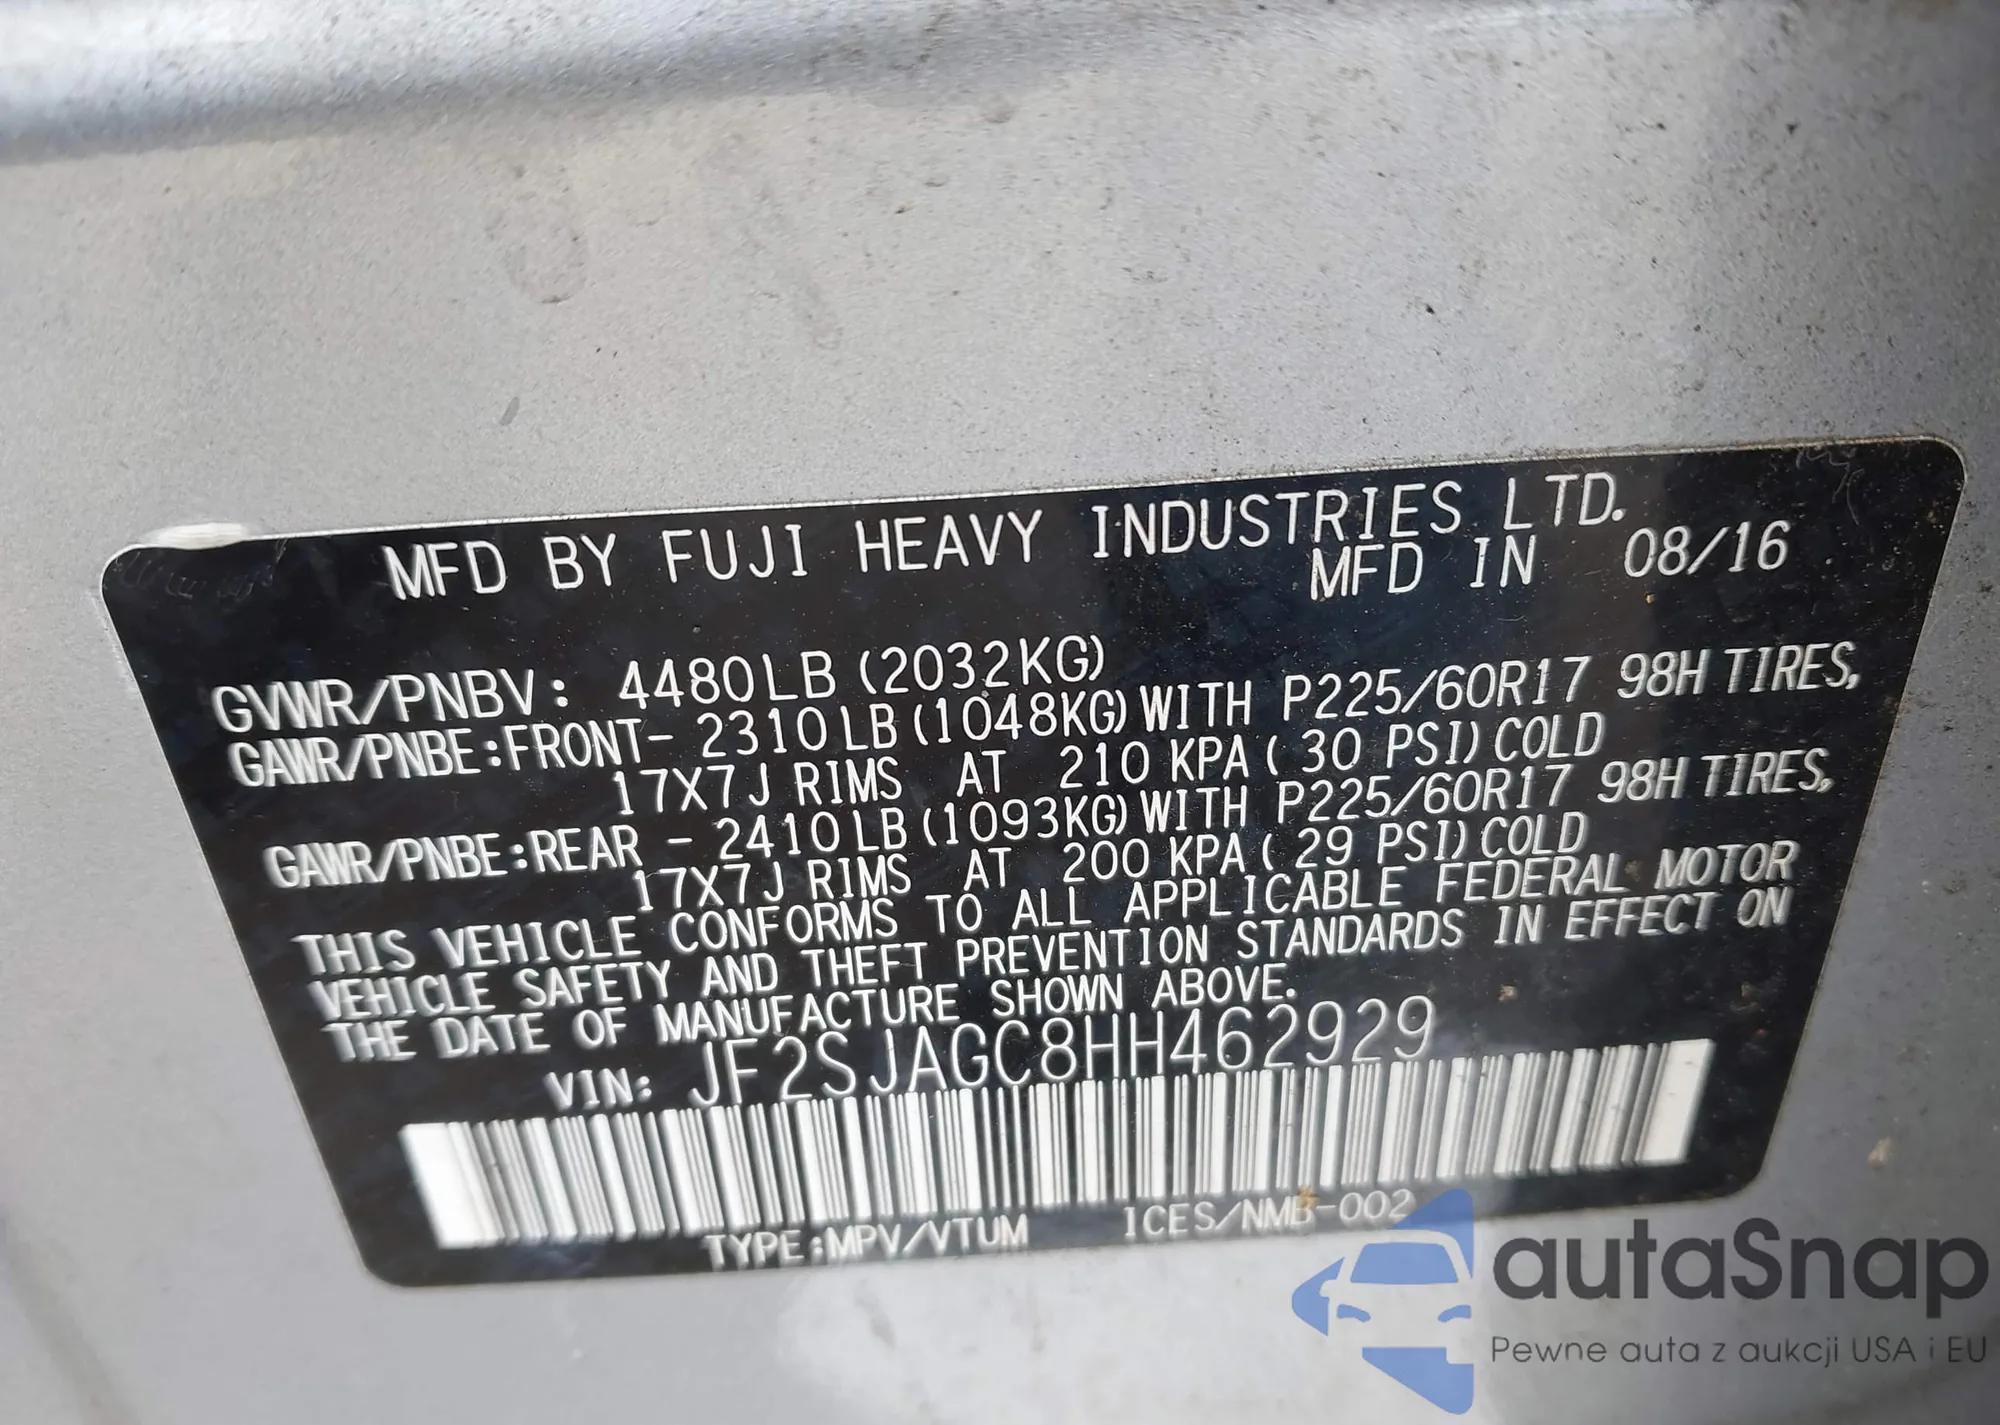 MFD BY FUJI HEAVY INDUSTRIES LTD.
MFD IN 08/16
GVWR/PNBV: 4480LB (2032KG)
GAWR/PNBE:FRONT- 2310LB (1048KG) WITH P225/60R17 98H TIRES,
17X7J RIMS AT 210 KPA ( 30 PSI) COLD
GAWR/PNBE:REAR - 2410LB (1093KG) WITH P225/60R17 98H TIRES,
17X7J RIMS AT 200 KPA ( 29 PSI) COLD
THIS VEHICLE CONFORMS TO ALL APPLICABLE FEDERAL MOTOR
VEHICLE SAFETY AND THEFT PREVENTION STANDARDS IN EFFECT ON
THE DATE OF MANUFACTURE SHOWN ABOVE.
VIN: JF2SJAGC8HH462929
TYPE:MPV/VTUM ICES/NMB-002
autaSnap
Pewne auta z aukcji USA i EU